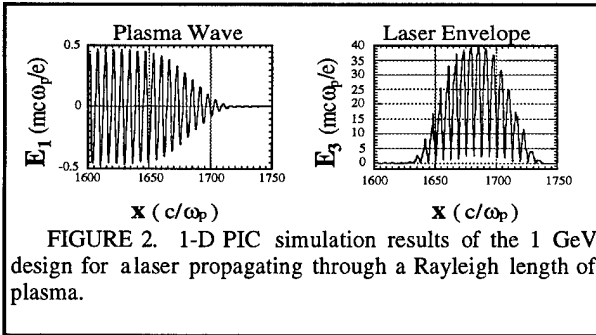 Plasma Wave
E₁ (mcωₚ/e)
0.5
0
-0.5
1600 1650 1700 1750
x ( c/ωₚ)
Laser Envelope
E₃ (mcωₚ/e)
40
35
30
25
20
15
10
5
0
1600 1650 1700 1750
x ( c/ωₚ)
FIGURE 2. 1-D PIC simulation results of the 1 GeV
design for alaser propagating through a Rayleigh length of
plasma.